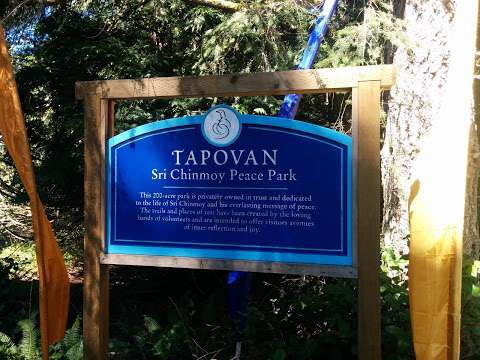 TAPOVAN
Sri Chinmoy Peace Park
This 200-acre park is privately owned in trust and dedicated
to the life of Sri Chinmoy and his everlasting message of peace.
The trails and places of rest have been created by the loving
hands of volunteers and are intended to offer visitors avenues
of inner reflection and joy.